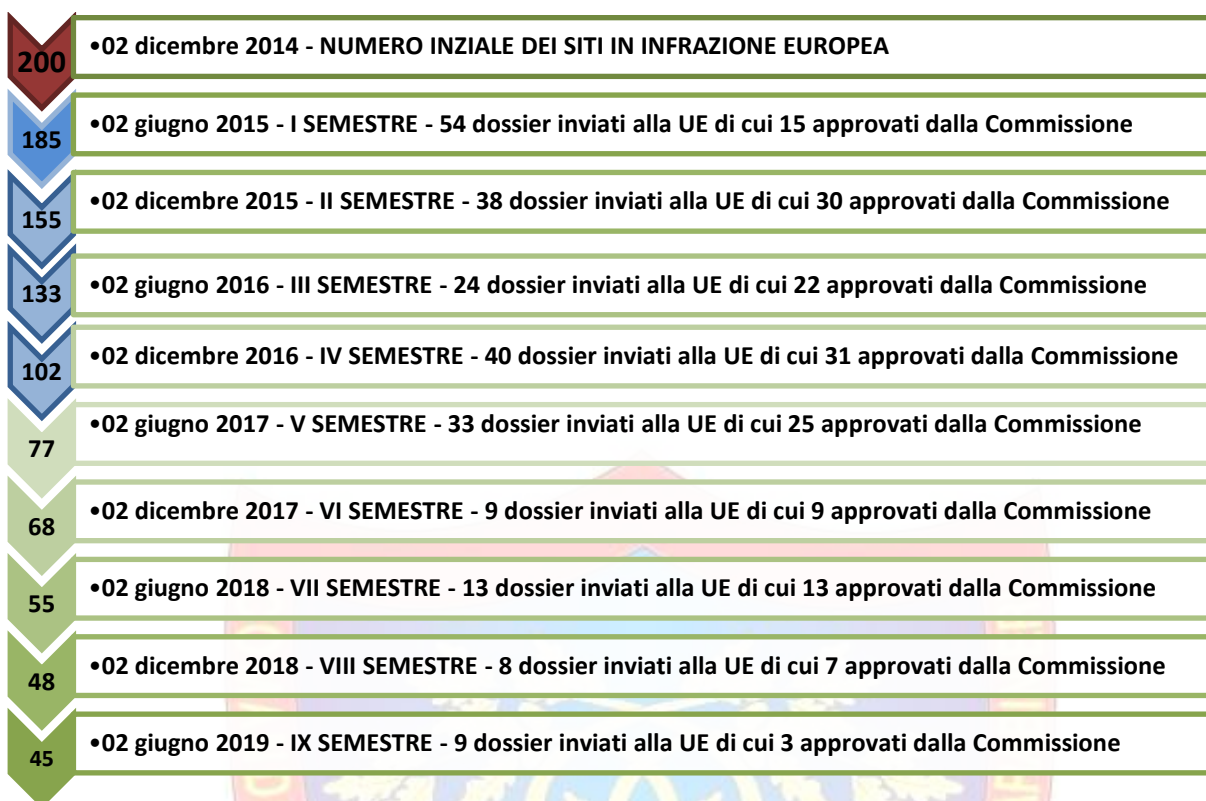 200 •02 dicembre 2014 - NUMERO INZIALE DEI SITI IN INFRAZIONE EUROPEA
185 •02 giugno 2015 - I SEMESTRE - 54 dossier inviati alla UE di cui 15 approvati dalla Commissione
155 •02 dicembre 2015 - II SEMESTRE - 38 dossier inviati alla UE di cui 30 approvati dalla Commissione
133 •02 giugno 2016 - III SEMESTRE - 24 dossier inviati alla UE di cui 22 approvati dalla Commissione
102 •02 dicembre 2016 - IV SEMESTRE - 40 dossier inviati alla UE di cui 31 approvati dalla Commissione
77 •02 giugno 2017 - V SEMESTRE - 33 dossier inviati alla UE di cui 25 approvati dalla Commissione
68 •02 dicembre 2017 - VI SEMESTRE - 9 dossier inviati alla UE di cui 9 approvati dalla Commissione
55 •02 giugno 2018 - VII SEMESTRE - 13 dossier inviati alla UE di cui 13 approvati dalla Commissione
48 •02 dicembre 2018 - VIII SEMESTRE - 8 dossier inviati alla UE di cui 7 approvati dalla Commissione
45 •02 giugno 2019 - IX SEMESTRE - 9 dossier inviati alla UE di cui 3 approvati dalla Commissione